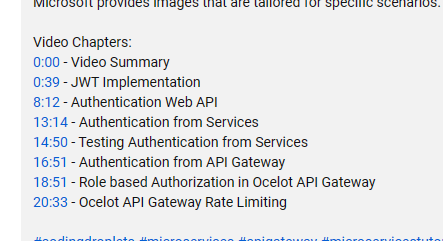 Microsoft provides images that are tailored for specific scenarios.
Video Chapters:
0:00 - Video Summary
0:39 - JWT Implementation
8:12 - Authentication Web API
13:14 - Authentication from Services
14:50 - Testing Authentication from Services
16:51 - Authentication from API Gateway
18:51 - Role based Authorization in Ocelot API Gateway
20:33 - Ocelot API Gateway Rate Limiting
#codingdroplets #microservices #apigateway